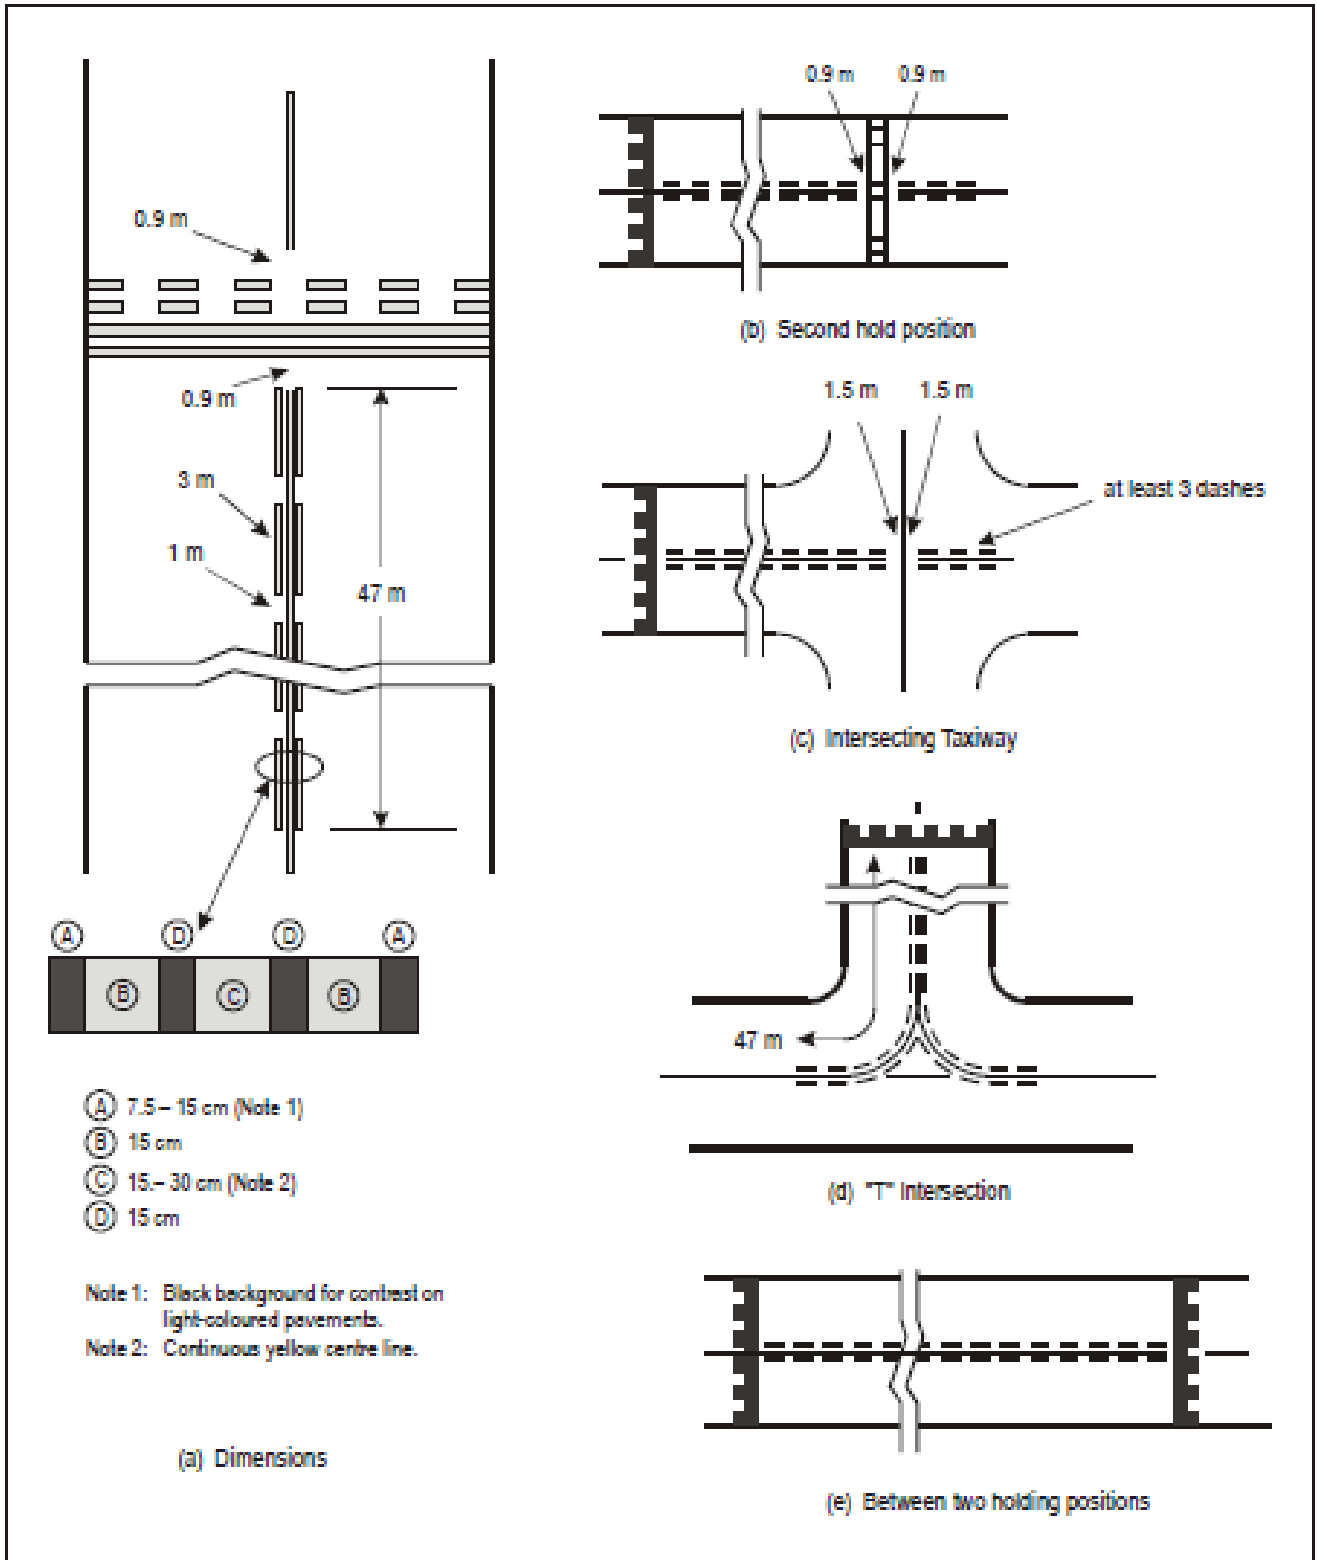 0.9 m
0.9 m
3 m
1 m
47 m
A D D A
B C B
A 7.5 – 15 cm (Note 1)
B 15 cm
C 15.– 30 cm (Note 2)
D 15 cm
Note 1: Black background for contrast on
light-coloured pavements.
Note 2: Continuous yellow centre line.
(a) Dimensions
0.9 m 0.9 m
(b) Second hold position
1.5 m 1.5 m
at least 3 dashes
(c) Intersecting Taxiway
47 m
(d) "T" Intersection
(e) Between two holding positions